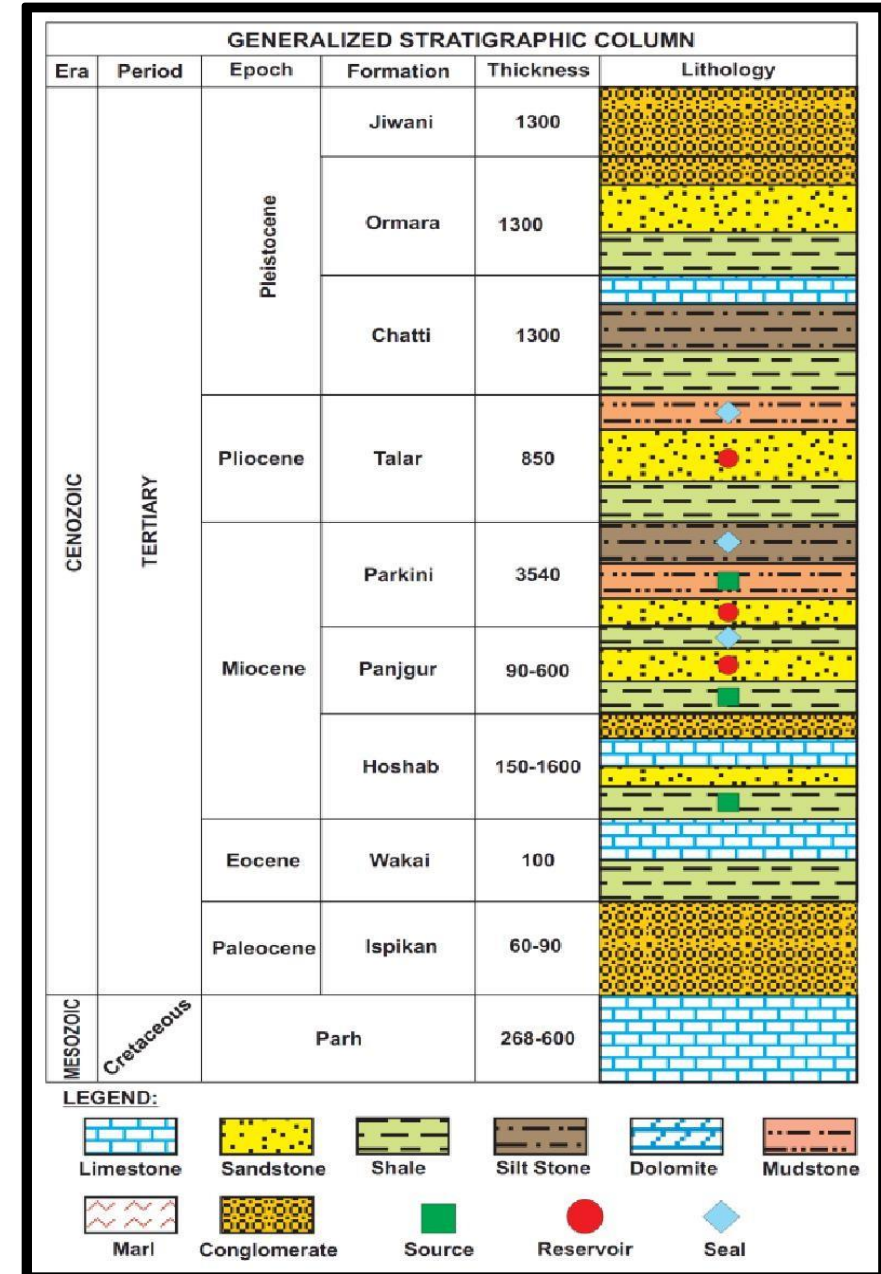 GENERALIZED STRATIGRAPHIC COLUMN
Era Period Epoch Formation Thickness Lithology
CENOZOIC
TERTIARY
Pleistocene
Jiwani 1300
Ormara 1300
Chatti 1300
Pliocene Talar 850
Miocene
Parkini 3540
Panjgur 90-600
Hoshab 150-1600
Eocene Wakai 100
Paleocene Ispikan 60-90
MESOZOIC Cretaceous Parh 268-600
LEGEND:
Limestone Sandstone Shale Silt Stone Dolomite Mudstone
Marl Conglomerate Source Reservoir Seal